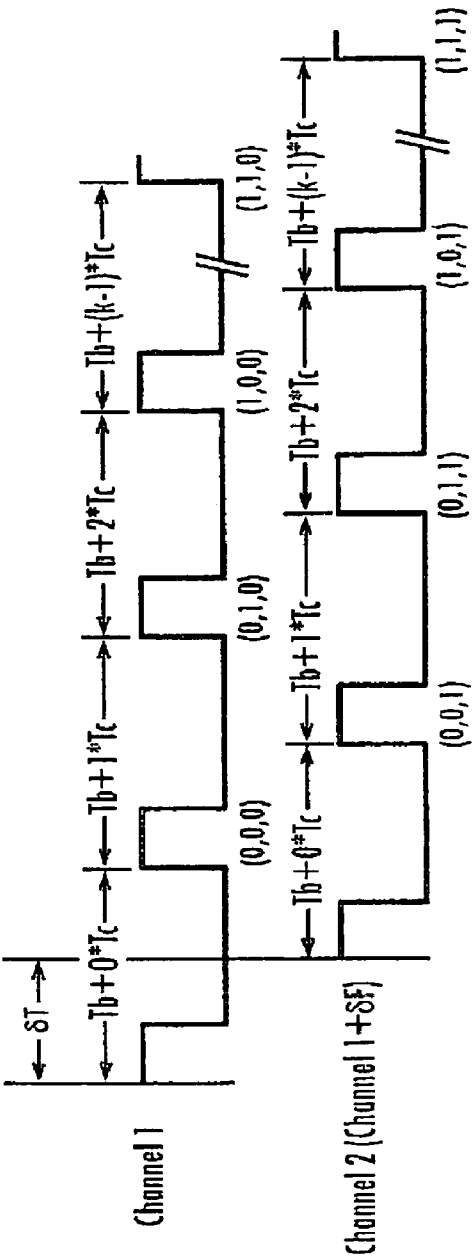 δT
Tb+0*Tc
Tb+1*Tc
Tb+2*Tc
Tb+(k-1)*Tc
Channel 1
(0,0,0)
(0,1,0)
(1,0,0)
(1,1,0)
Tb+0*Tc
Tb+1*Tc
Tb+2*Tc
Tb+(k-1)*Tc
Channel 2 (Channel 1+δF)
(0,0,1)
(0,1,1)
(1,0,1)
(1,1,1)